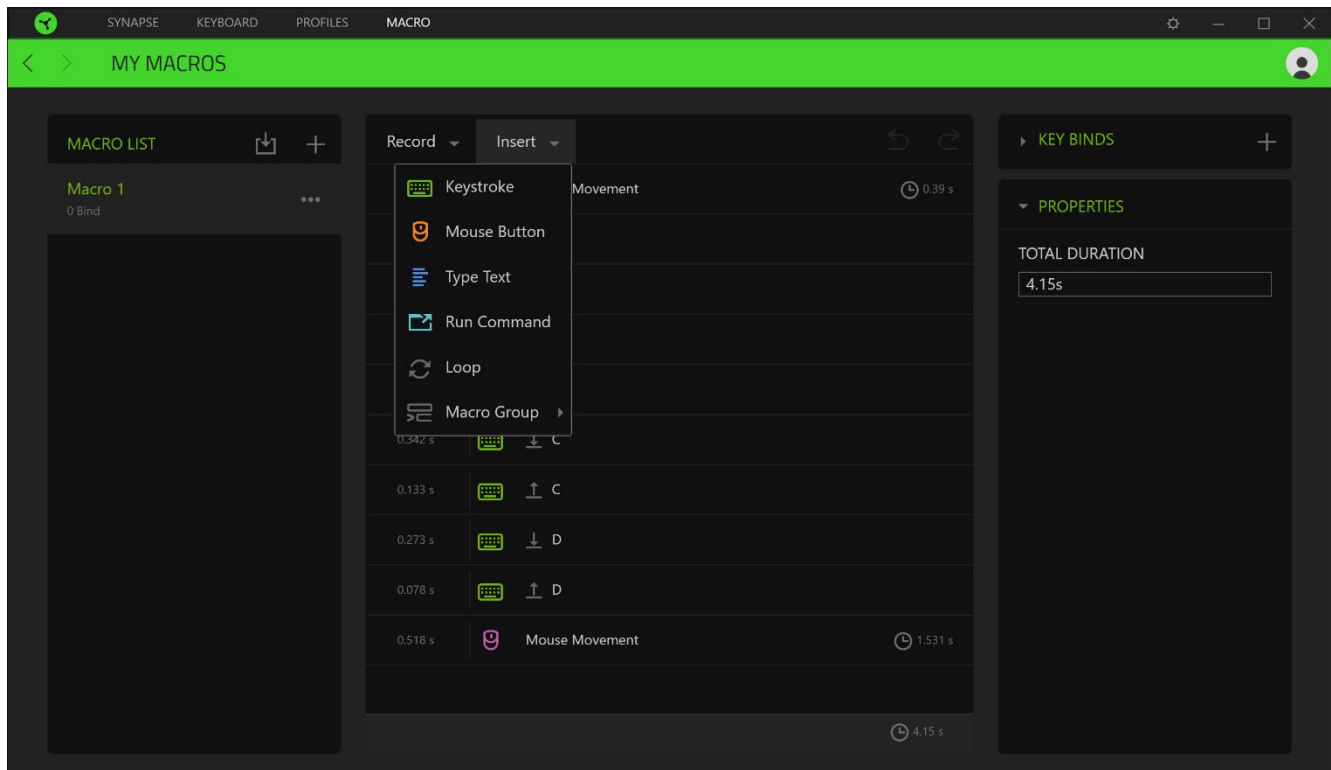 SYNAPSE KEYBOARD PROFILES MACRO
MY MACROS
MACRO LIST
Macro 1
0 Bind
Record Insert
Keystroke
Mouse Button
Type Text
Run Command
Loop
Macro Group
Movement 0.39 s
0.342 s C
0.133 s C
0.273 s D
0.078 s D
0.518 s Mouse Movement 1.531 s
4.15 s
KEY BINDS
PROPERTIES
TOTAL DURATION
4.15s